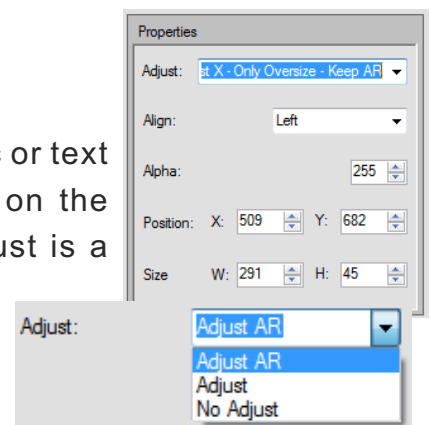 Properties
Adjust: st X - Only Oversize - Keep AR
Align: Left
or text
Alpha: 255
on the
Position: X: 509 Y: 682
ust is a
Size W: 291 H: 45
Adjust: Adjust AR
Adjust AR
Adjust
No Adjust